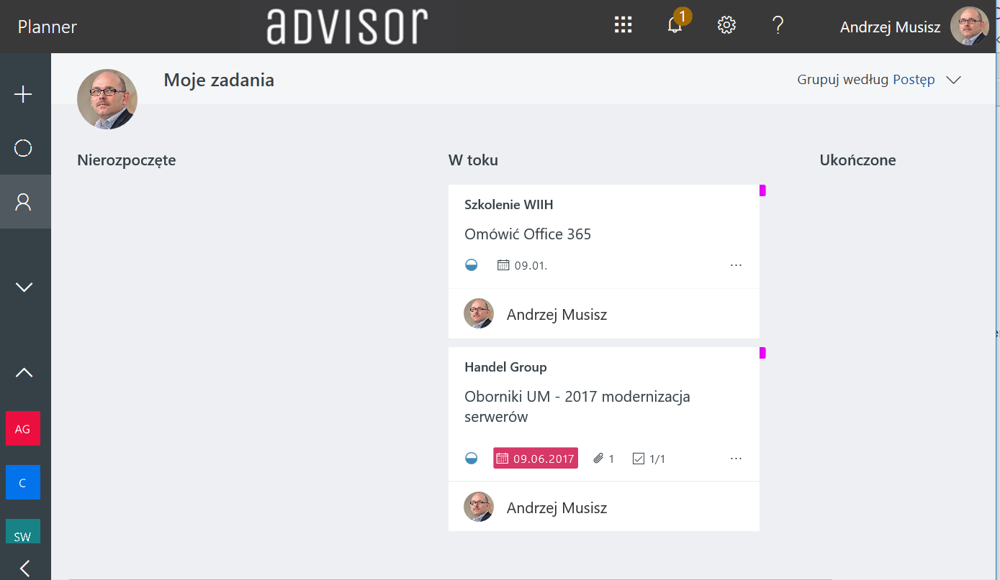 Planner
aDVISOr
1
Andrzej Musisz
Moje zadania
Grupuj według Postęp
Nierozpoczęte
W toku
Ukończone
Szkolenie WIIH
Omówić Office 365
09.01.
Andrzej Musisz
Handel Group
Oborniki UM - 2017 modernizacja
serwerów
09.06.2017
1
1/1
Andrzej Musisz
AG
C
SW